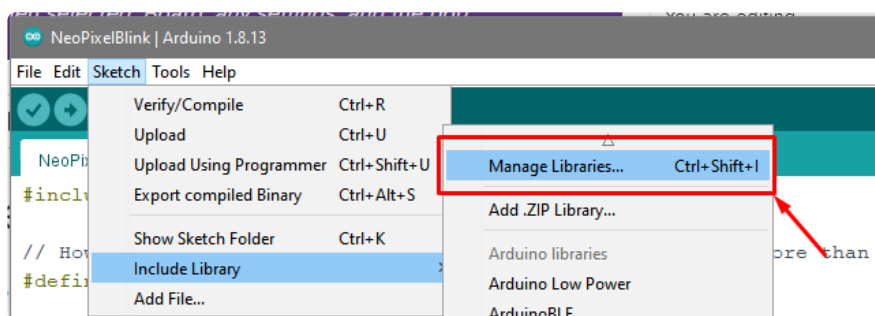 You are editing
NeoPixelBlink | Arduino 1.8.13
File Edit Sketch Tools Help
Verify/Compile Ctrl+R
Upload Ctrl+U
NeoPi
Upload Using Programmer Ctrl+Shift+U
Manage Libraries... Ctrl+Shift+I
#inclu
Export compiled Binary Ctrl+Alt+S
Add .ZIP Library...
Show Sketch Folder Ctrl+K
// How
Arduino libraries
ore than
Include Library
#defin
Arduino Low Power
Add File...
ArduinoBLE